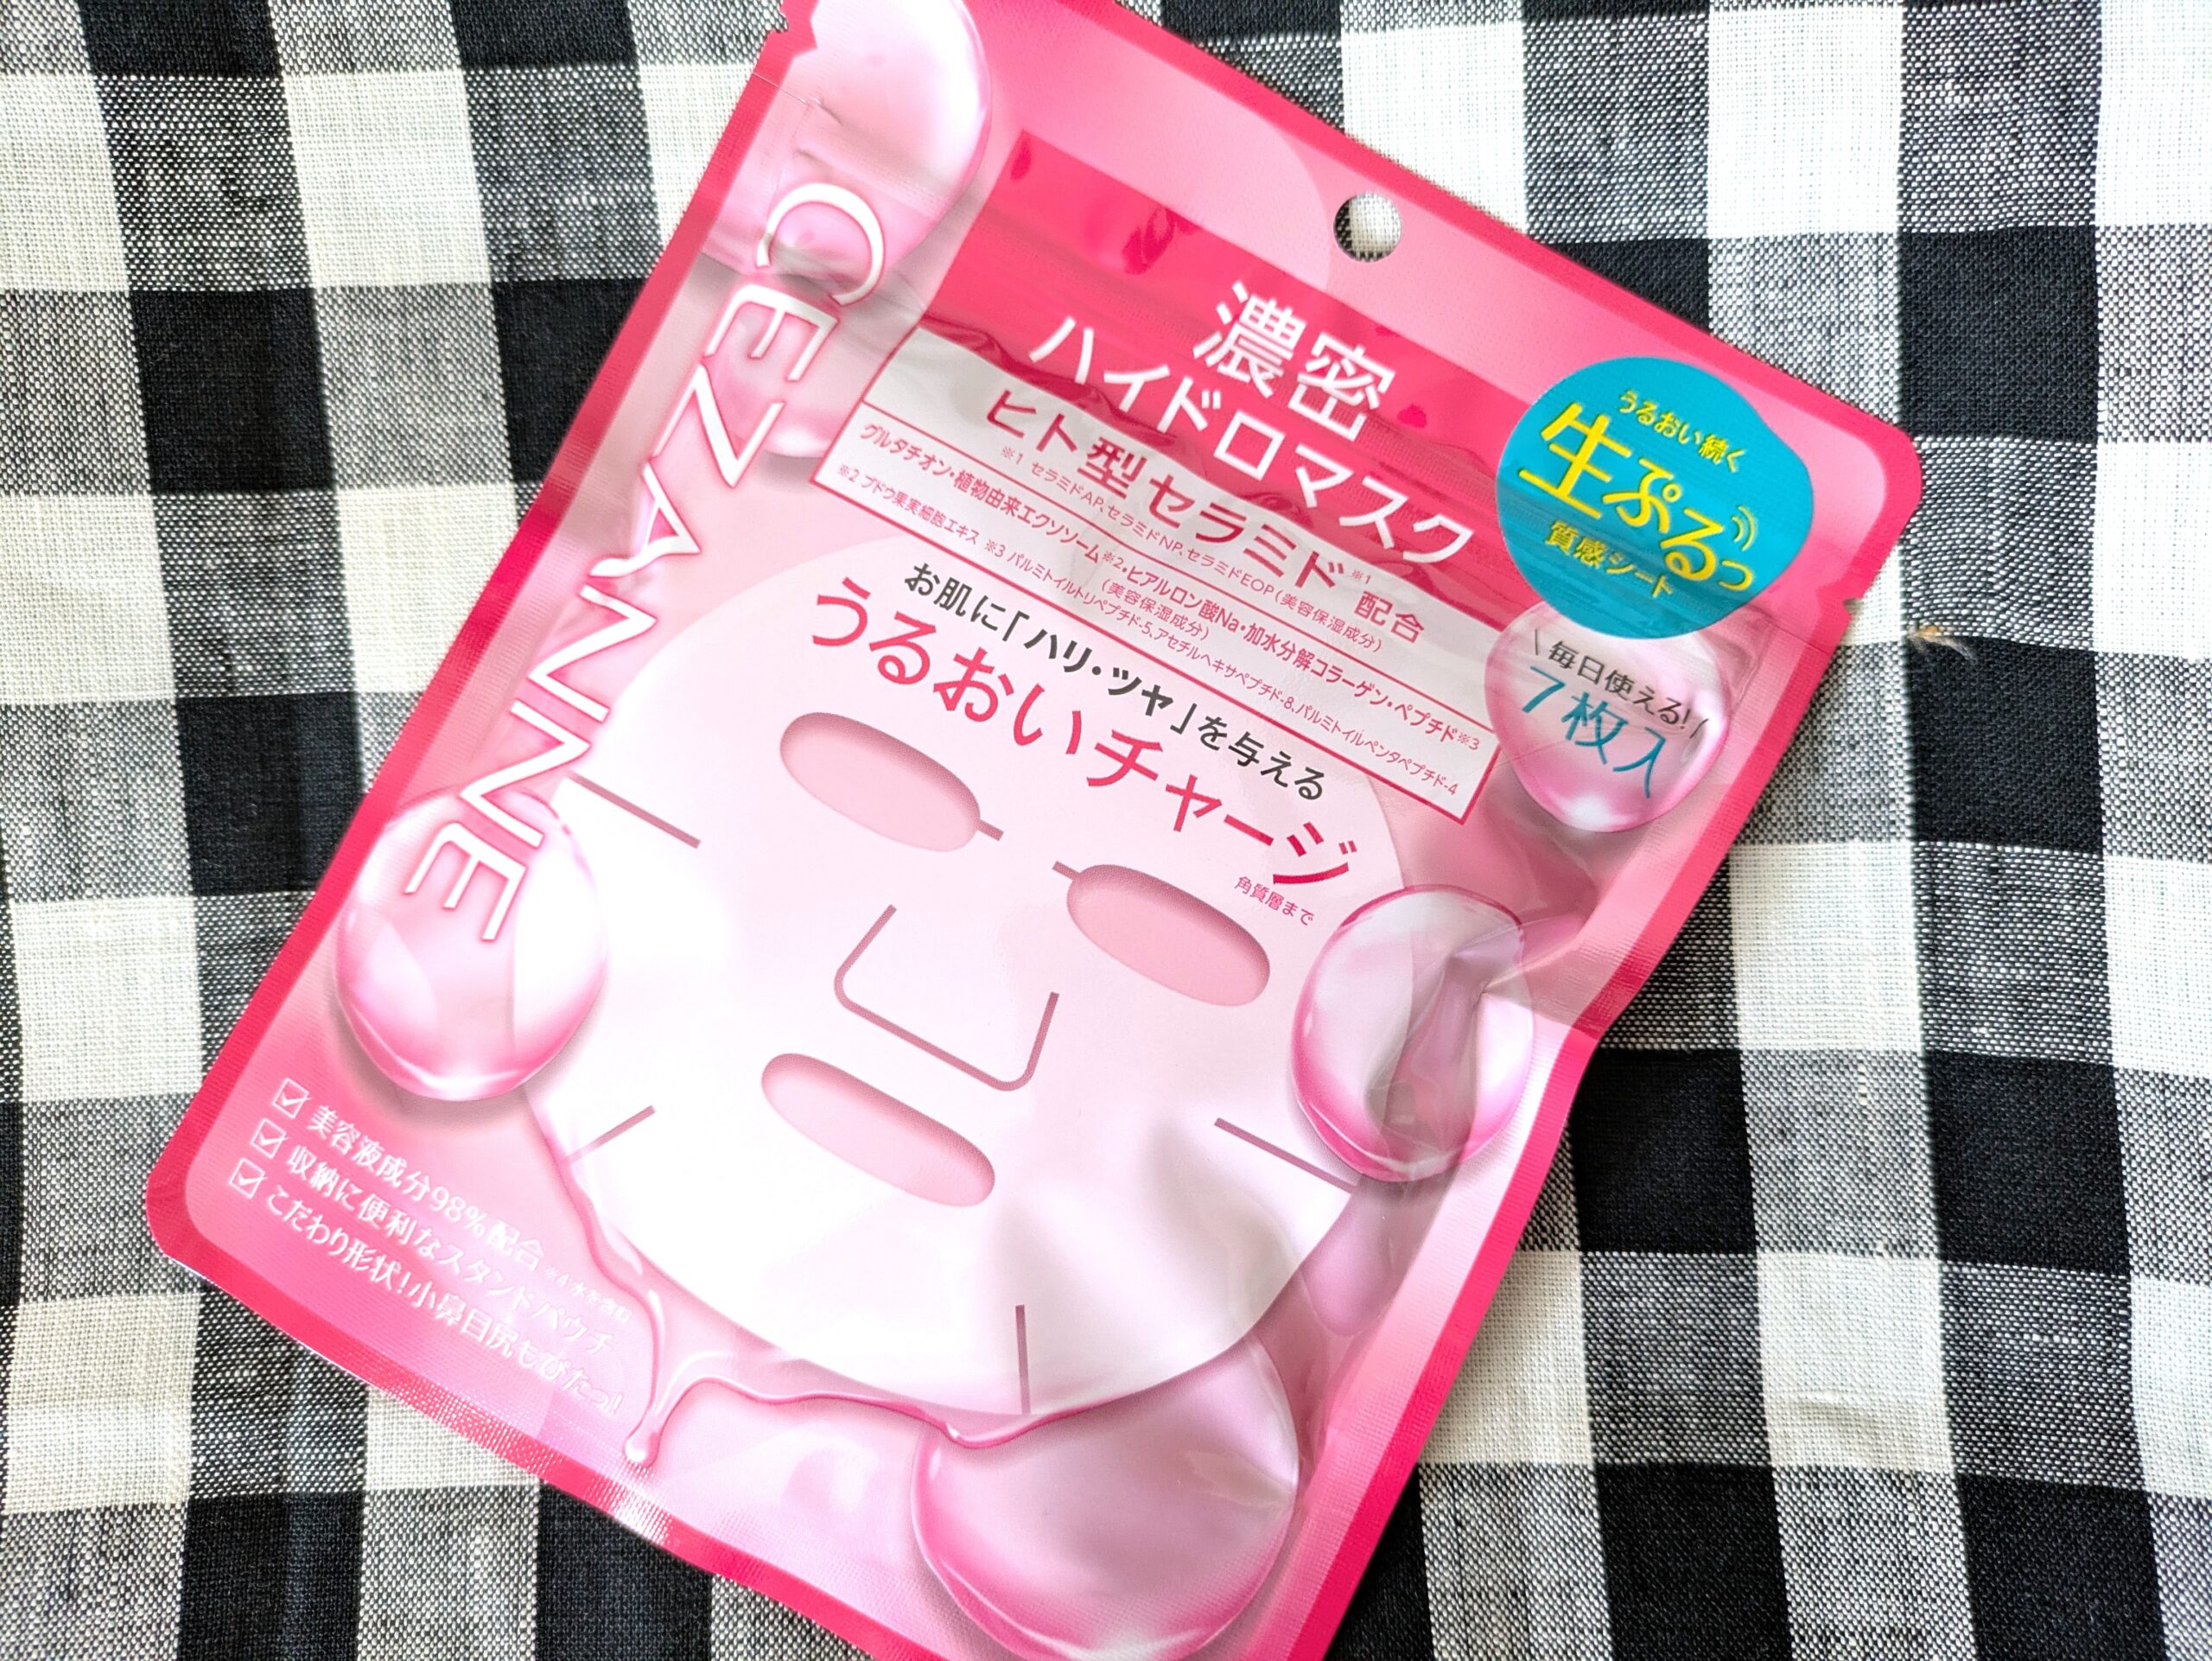 CEZANNE
濃密
ハイドロマスク
ヒト型セラミド※1 配合
※1 セラミドAP、セラミドNP、セラミドEOP(美容保湿成分)
グルタチオン・植物由来エクソソーム※2・ヒアルロン酸Na・加水分解コラーゲン・ペプチド※3
(美容保湿成分)
※2 ブドウ果実細胞エキス ※3 パルミトイルトリペプチド-5、アセチルヘキサペプチド-8、パルミトイルペンタペプチド-4
うるおい続く
生ぷるっ
質感シート
毎日使える!
7枚入
お肌に「ハリ・ツヤ」を与える
うるおいチャージ
角質層まで
美容液成分98%配合 ※4 水を含む
収納に便利なスタンドパウチ
こだわり形状!小鼻目尻もぴたっ!